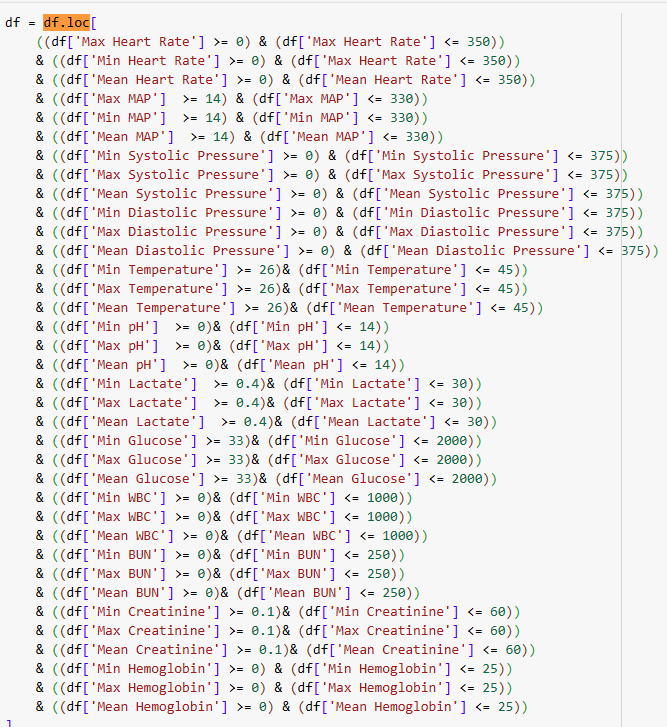 df = df.loc[
((df['Max Heart Rate'] >= 0) & (df['Max Heart Rate'] <= 350))
& ((df['Min Heart Rate'] >= 0) & (df['Max Heart Rate'] <= 350))
& ((df['Mean Heart Rate'] >= 0) & (df['Mean Heart Rate'] <= 350))
& ((df['Max MAP']  >= 14) & (df['Max MAP'] <= 330))
& ((df['Min MAP']  >= 14) & (df['Min MAP'] <= 330))
& ((df['Mean MAP']  >= 14) & (df['Mean MAP'] <= 330))
& ((df['Min Systolic Pressure'] >= 0) & (df['Min Systolic Pressure'] <= 375))
& ((df['Max Systolic Pressure'] >= 0) & (df['Max Systolic Pressure'] <= 375))
& ((df['Mean Systolic Pressure'] >= 0) & (df['Mean Systolic Pressure'] <= 375))
& ((df['Min Diastolic Pressure'] >= 0) & (df['Min Diastolic Pressure'] <= 375))
& ((df['Max Diastolic Pressure'] >= 0) & (df['Max Diastolic Pressure'] <= 375))
& ((df['Mean Diastolic Pressure'] >= 0) & (df['Mean Diastolic Pressure'] <= 375))
& ((df['Min Temperature'] >= 26)& (df['Min Temperature'] <= 45))
& ((df['Max Temperature'] >= 26)& (df['Max Temperature'] <= 45))
& ((df['Mean Temperature'] >= 26)& (df['Mean Temperature'] <= 45))
& ((df['Min pH']  >= 0)& (df['Min pH'] <= 14))
& ((df['Max pH']  >= 0)& (df['Max pH'] <= 14))
& ((df['Mean pH']  >= 0)& (df['Mean pH'] <= 14))
& ((df['Min Lactate']  >= 0.4)& (df['Min Lactate'] <= 30))
& ((df['Max Lactate']  >= 0.4)& (df['Max Lactate'] <= 30))
& ((df['Mean Lactate']  >= 0.4)& (df['Mean Lactate'] <= 30))
& ((df['Min Glucose'] >= 33)& (df['Min Glucose'] <= 2000))
& ((df['Max Glucose'] >= 33)& (df['Max Glucose'] <= 2000))
& ((df['Mean Glucose'] >= 33)& (df['Mean Glucose'] <= 2000))
& ((df['Min WBC'] >= 0)& (df['Min WBC'] <= 1000))
& ((df['Max WBC'] >= 0)& (df['Max WBC'] <= 1000))
& ((df['Mean WBC'] >= 0)& (df['Mean WBC'] <= 1000))
& ((df['Min BUN'] >= 0)& (df['Min BUN'] <= 250))
& ((df['Max BUN'] >= 0)& (df['Max BUN'] <= 250))
& ((df['Mean BUN'] >= 0)& (df['Mean BUN'] <= 250))
& ((df['Min Creatinine'] >= 0.1)& (df['Min Creatinine'] <= 60))
& ((df['Max Creatinine'] >= 0.1)& (df['Max Creatinine'] <= 60))
& ((df['Mean Creatinine'] >= 0.1)& (df['Mean Creatinine'] <= 60))
& ((df['Min Hemoglobin'] >= 0) & (df['Min Hemoglobin'] <= 25))
& ((df['Max Hemoglobin'] >= 0) & (df['Max Hemoglobin'] <= 25))
& ((df['Mean Hemoglobin'] >= 0) & (df['Mean Hemoglobin'] <= 25))
]